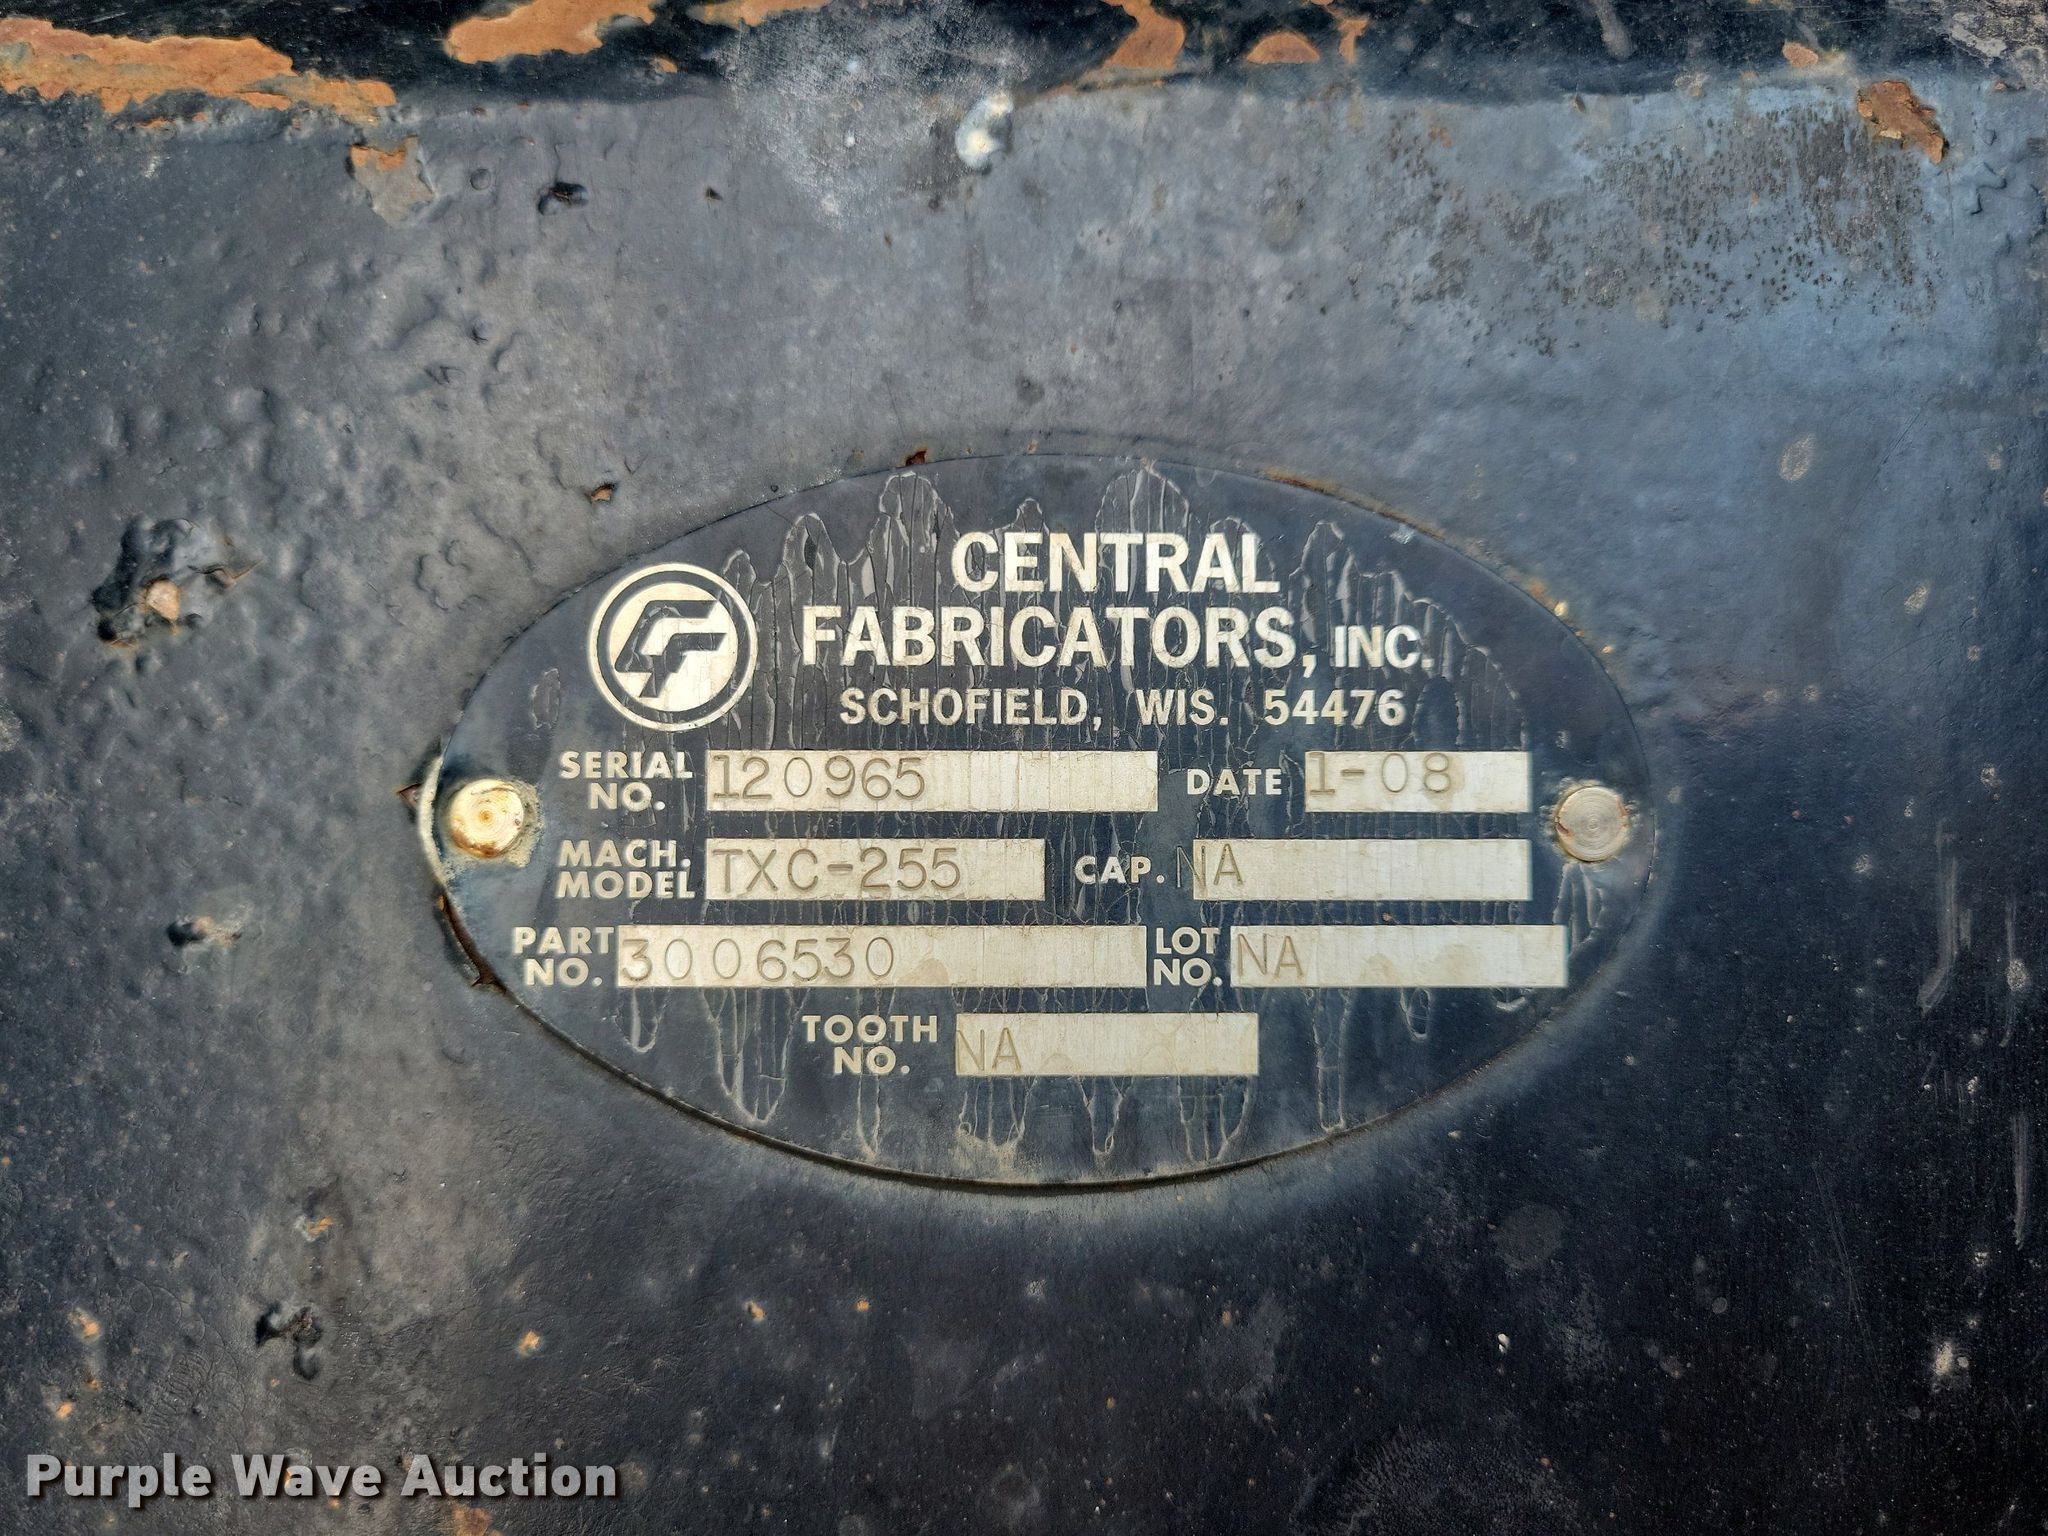 CENTRAL
FABRICATORS, INC.
SCHOFIELD, WIS. 54476
SERIAL NO. 120965 DATE 1-08
MACH. MODEL TXC-255 CAP. NA
PART NO. 3006530 LOT NO. NA
TOOTH NO. NA
Purple Wave Auction